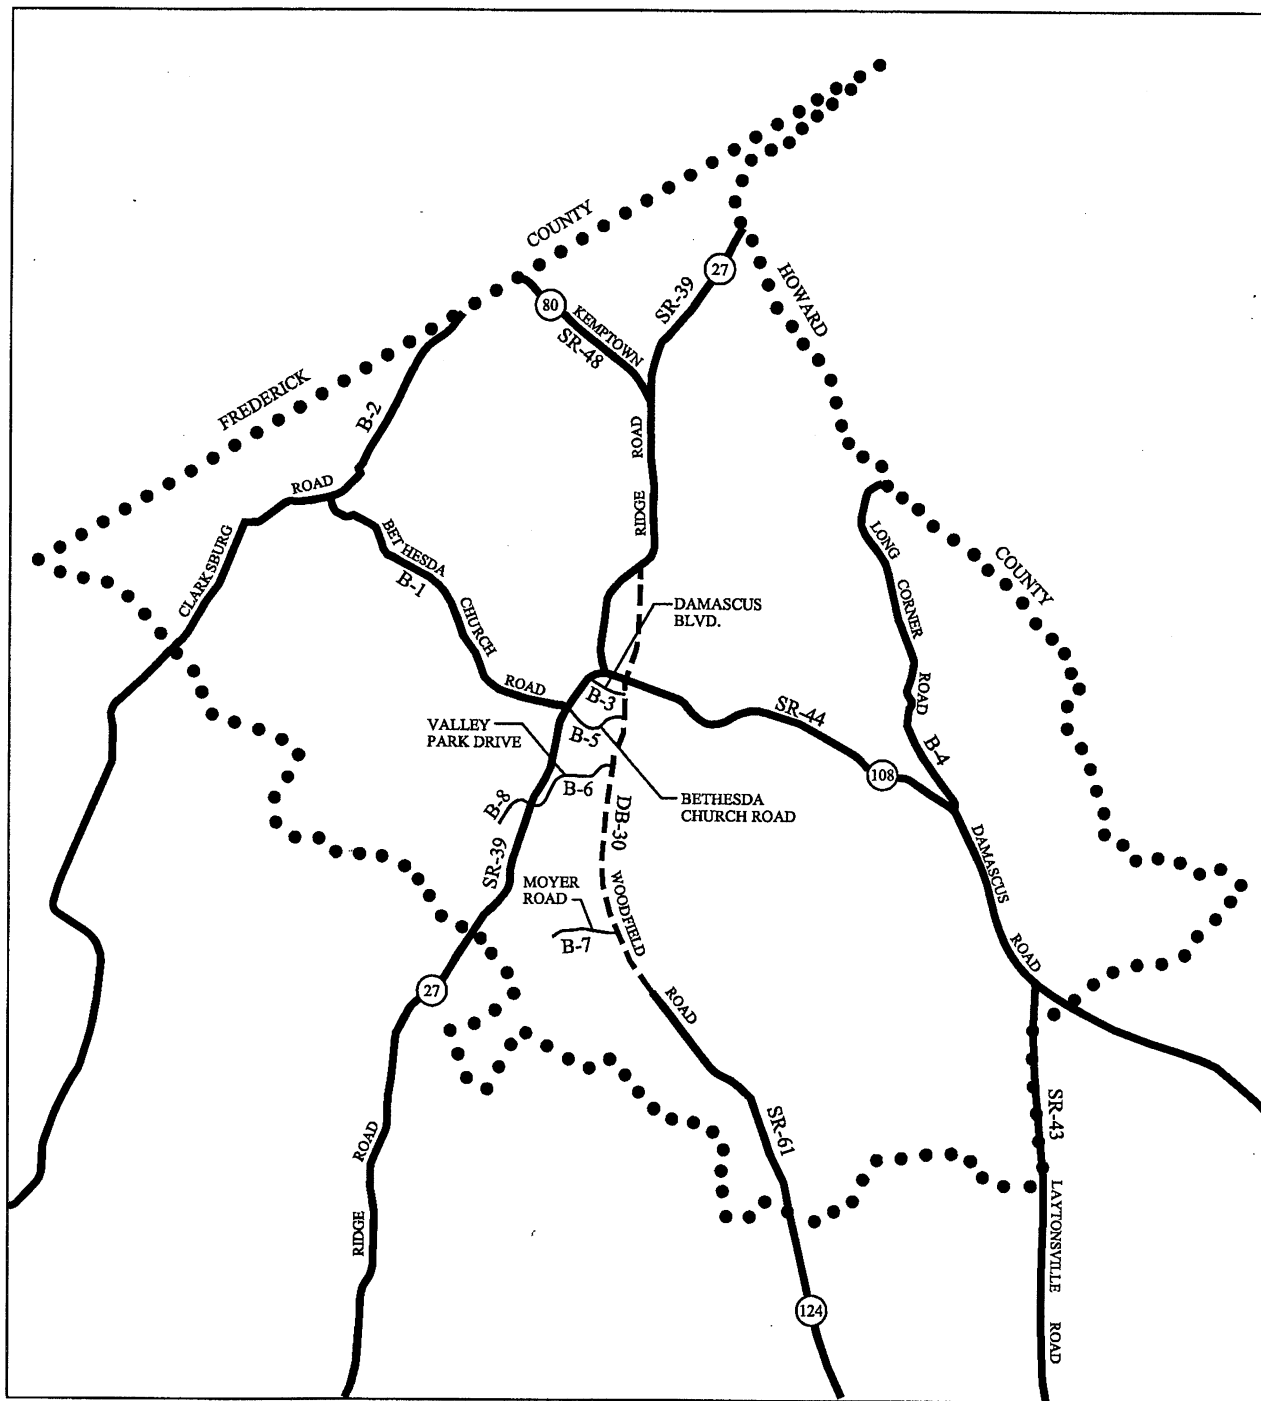 COUNTY
HOWARD
27
SR-39
80
KEMPTOWN
SR-48
FREDERICK
B-2
ROAD
RIDGE
ROAD
CLARKSBURG
BETHESDA
B-1
CHURCH
ROAD
LONG
CORNER
ROAD
B-4
COUNTY
DAMASCUS
BLVD.
B-3
SR-44
108
VALLEY
PARK DRIVE
B-5
B-6
B-8
BETHESDA
CHURCH ROAD
DB-30
SR-39
MOYER
ROAD
B-7
WOODFIELD
ROAD
DAMASCUS
ROAD
27
SR-61
SR-43
ROAD
RIDGE
LAYTONSVILLE
ROAD
124